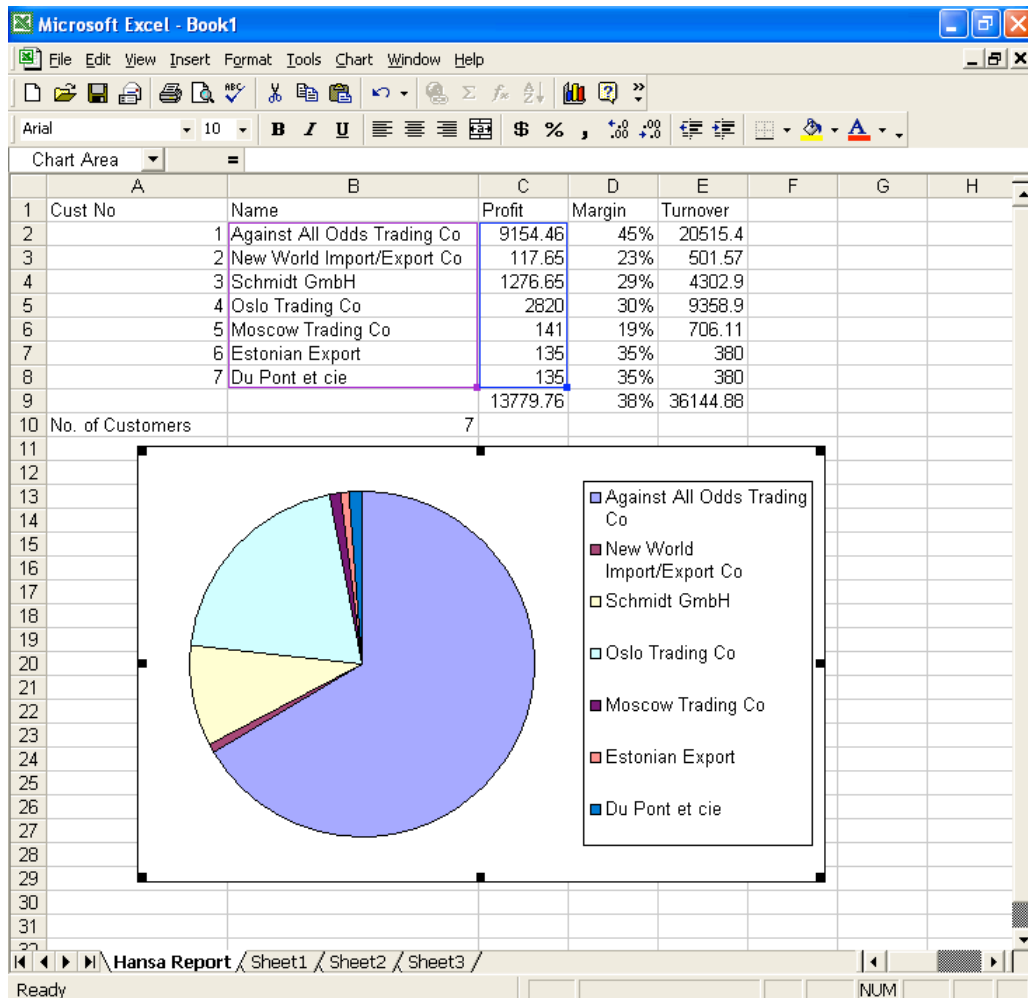 Microsoft Excel - Book1
File Edit View Insert Format Tools Chart Window Help
Arial 10 B I U $ % ,
Chart Area =
A B C D E F G H
1 Cust No Name Profit Margin Turnover
2 1 Against All Odds Trading Co 9154.46 45% 20515.4
3 2 New World Import/Export Co 117.65 23% 501.57
4 3 Schmidt GmbH 1276.65 29% 4302.9
5 4 Oslo Trading Co 2820 30% 9358.9
6 5 Moscow Trading Co 141 19% 706.11
7 6 Estonian Export 135 35% 380
8 7 Du Pont et cie 135 35% 380
9 13779.76 38% 36144.88
10 No. of Customers 7
11
12
13
14
15
16
17
18
19
20
21
22
23
24
25
26
27
28
29
30
31
Against All Odds Trading
Co
New World
Import/Export Co
Schmidt GmbH
Oslo Trading Co
Moscow Trading Co
Estonian Export
Du Pont et cie
Hansa Report Sheet1 Sheet2 Sheet3
Ready NUM